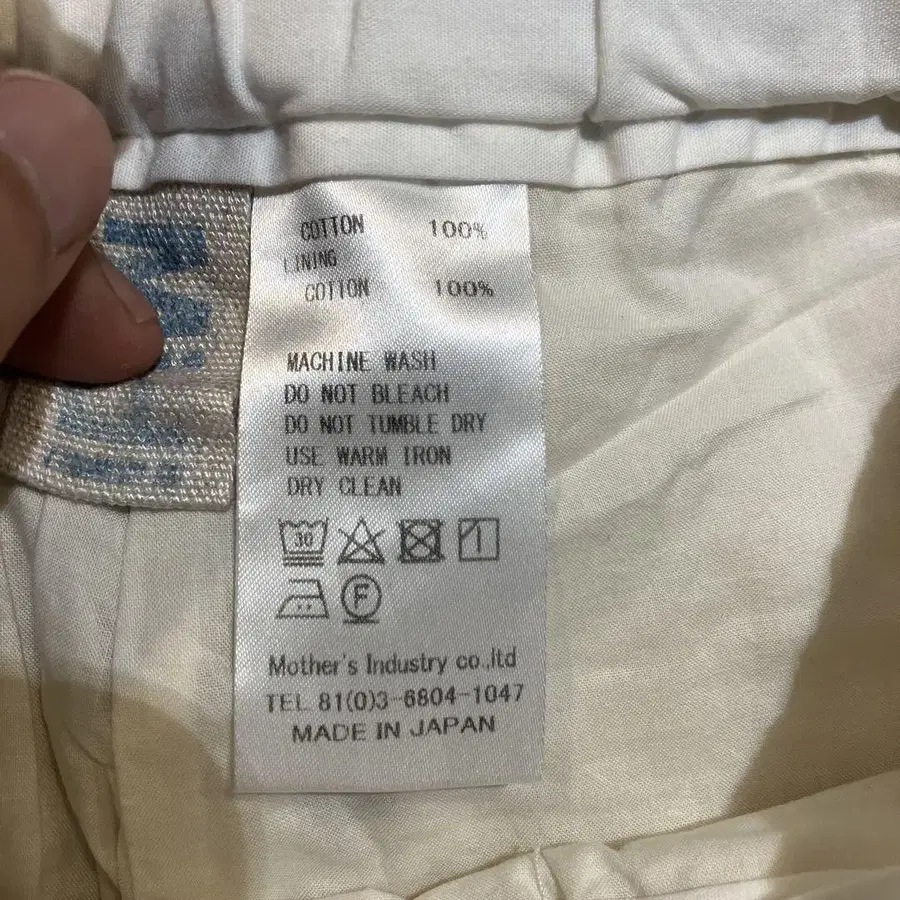 COTTON 100%
LINING
COTTON 100%
MACHINE WASH
DO NOT BLEACH
DO NOT TUMBLE DRY
USE WARM IRON
DRY CLEAN
30
F
Mother's Industry co.,ltd
TEL 81(0)3-6804-1047
MADE IN JAPAN